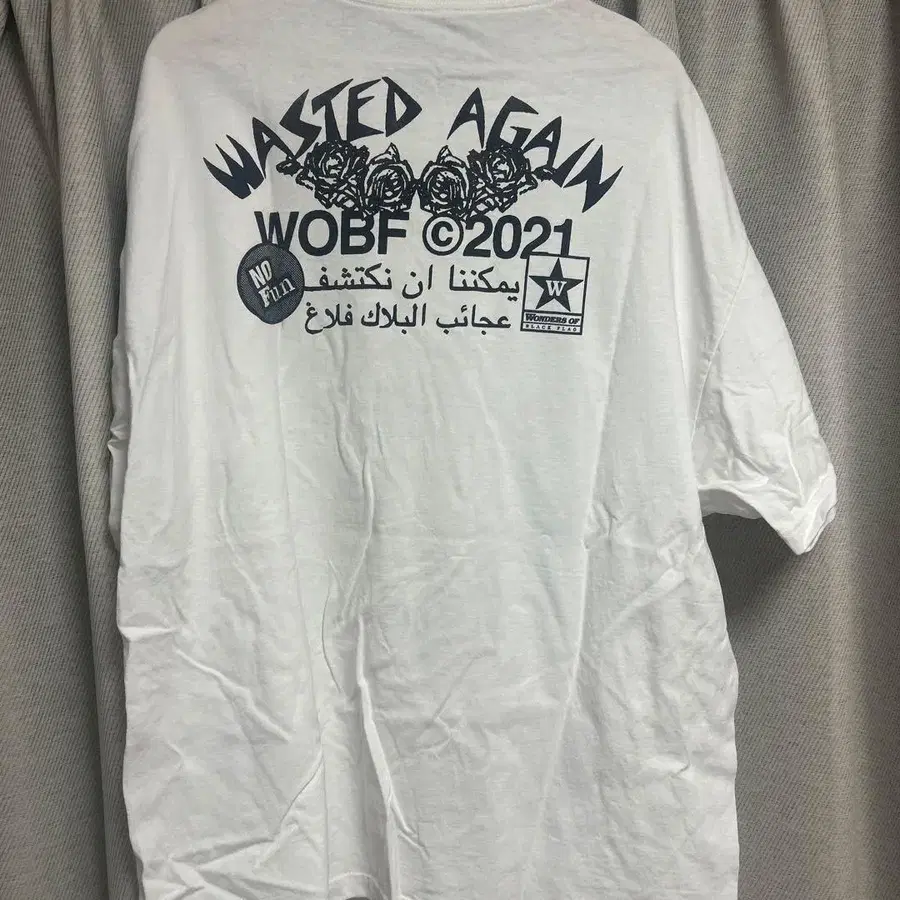 WASTED AGAIN
WOBF ©2021
NO
Fun
يمكننا ان نكتشف
عجائب البلاك فلاغ
W
WONDERS OF
BLACK FLAG